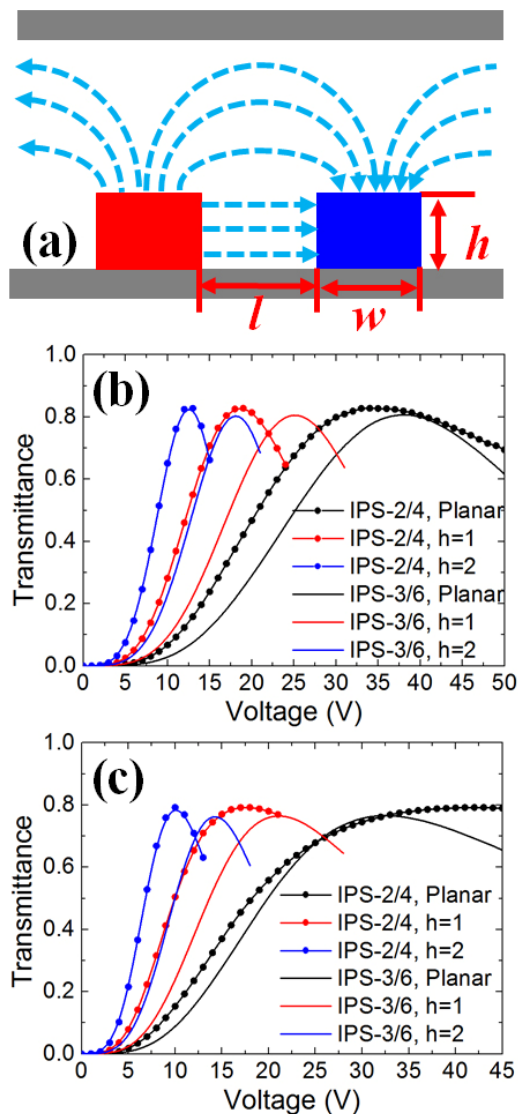 (a)
h
l
w
(b)
Transmittance
1.0
0.8
0.6
0.4
0.2
0.0
IPS-2/4, Planar
IPS-2/4, h=1
IPS-2/4, h=2
IPS-3/6, Planar
IPS-3/6, h=1
IPS-3/6, h=2
0 5 10 15 20 25 30 35 40 45 50
Voltage (V)
(c)
Transmittance
1.0
0.8
0.6
0.4
0.2
0.0
IPS-2/4, Planar
IPS-2/4, h=1
IPS-2/4, h=2
IPS-3/6, Planar
IPS-3/6, h=1
IPS-3/6, h=2
0 5 10 15 20 25 30 35 40 45
Voltage (V)